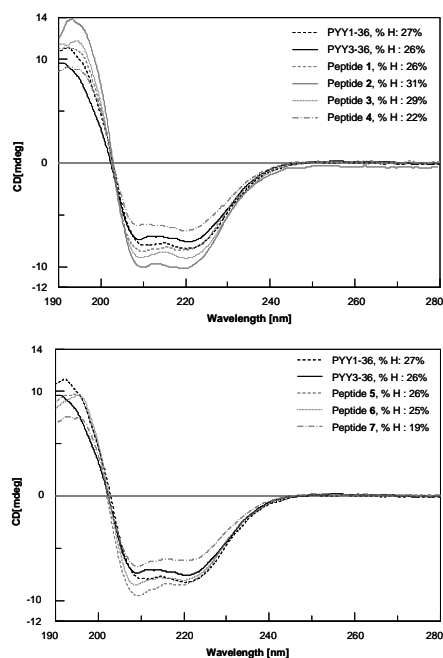 14
10
0
-10
-12
CD[mdeg]
PYY1-36, % H: 27%
PYY3-36, % H : 26%
Peptide 1, % H : 26%
Peptide 2, % H : 31%
Peptide 3, % H : 29%
Peptide 4, % H : 22%
190 200 220 240 260 280
Wavelength [nm]
14
10
0
-10
-12
CD[mdeg]
PYY1-36, % H : 27%
PYY3-36, % H : 26%
Peptide 5, % H : 26%
Peptide 6, % H : 25%
Peptide 7, % H : 19%
190 200 220 240 260 280
Wavelength [nm]